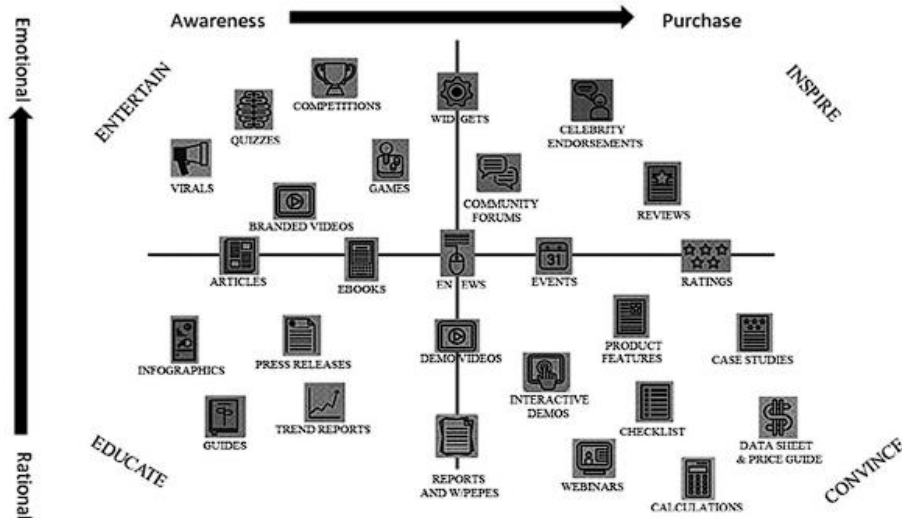 Awareness
Purchase
Emotional
ENTERTAIN
INSPIRE
COMPETITIONS
WIDGETS
CELEBRITY
ENDORSEMENTS
QUIZZES
VIRALS
GAMES
COMMUNITY
FORUMS
REVIEWS
BRANDED VIDEOS
31
ARTICLES
EBOOKS
ENEWS
EVENTS
RATINGS
INFOGRAPHICS
PRESS RELEASES
DEMO VIDEOS
PRODUCT
FEATURES
CASE STUDIES
INTERACTIVE
DEMOS
GUIDES
TREND REPORTS
CHECKLIST
DATA SHEET
& PRICE GUIDE
EDUCATE
REPORTS
AND W/PEPES
WEBINARS
CALCULATIONS
CONVINCE
Rational